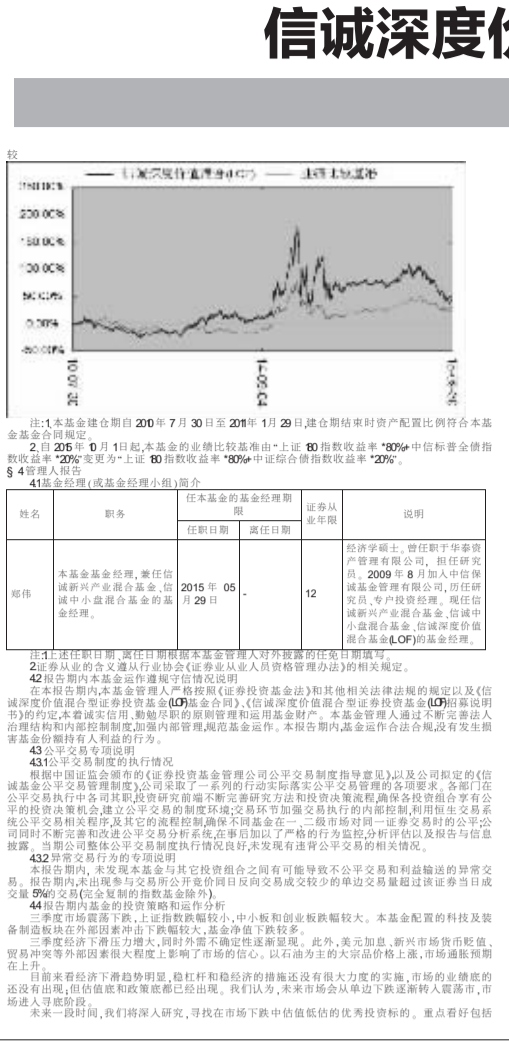 信诚深度
较
200.00%
150.00%
100.00%
50.00%
0.00%
-50.00%
注:1.本基金建仓期自 2010 年 7 月 30 日至 2011 年 1 月 29 日,建仓期结束时资产配置比例符合本基
金基金合同规定。
2.自 2015 年 10 月 1 日起,本基金的业绩比较基准由“上证 180 指数收益率 *80%+中信标普全债指
数收益率 *20%”变更为“上证 180 指数收益率 *80%+中证综合债指数收益率 *20%”。
§ 4 管理人报告
4.1 基金经理(或基金经理小组)简介
姓名
职务
任本基金的基金经理期
限
任职日期
离任日期
证券从
业年限
说明
郑伟
本基金基金经理,兼任信
诚新兴产业混合基金、信
诚中小盘混合基金的基
金经理。
2015 年 05
月 29 日
-
12
经济学硕士。曾任职于华泰资
产管理有限公司，担任研究
员。2009 年 8 月加入中信保
诚基金管理有限公司,历任研
究员、专户投资经理。现任信
诚新兴产业混合基金、信诚中
小盘混合基金、信诚深度价值
混合基金(LOF)的基金经理。
注:1.上述任职日期、离任日期根据本基金管理人对外披露的任免日期填写。
2.证券从业的含义遵从行业协会《证券业从业人员资格管理办法》的相关规定。
4.2 报告期内本基金运作遵规守信情况说明
在本报告期内,本基金管理人严格按照《证券投资基金法》和其他相关法律法规的规定以及《信
诚深度价值混合型证券投资基金(LOF)基金合同》、《信诚深度价值混合型证券投资基金(LOF)招募说明
书》的约定,本着诚实信用、勤勉尽职的原则管理和运用基金财产。本基金管理人通过不断完善法人
治理结构和内部控制制度,加强内部管理,规范基金运作。本报告期内,基金运作合法合规,没有发生损
害基金份额持有人利益的行为。
4.3 公平交易专项说明
4.3.1 公平交易制度的执行情况
根据中国证监会颁布的《证券投资基金管理公司公平交易制度指导意见》,以及公司拟定的《信
诚基金公平交易管理制度》,公司采取了一系列的行动实际落实公平交易管理的各项要求。各部门在
公平交易执行中各司其职,投资研究前端不断完善研究方法和投资决策流程,确保各投资组合享有公
平的投资决策机会,建立公平交易的制度环境;交易环节加强交易执行的内部控制,利用恒生交易系
统公平交易相关程序,及其它的流程控制,确保不同基金在一、二级市场对同一证券交易时的公平;公
司同时不断完善和改进公平交易分析系统,在事后加以了严格的行为监控,分析评估以及报告与信息
披露。当期公司整体公平交易制度执行情况良好,未发现有违背公平交易的相关情况。
4.3.2 异常交易行为的专项说明
本报告期内，未发现本基金与其它投资组合之间有可能导致不公平交易和利益输送的异常交
易。报告期内,未出现参与交易所公开竞价同日反向交易成交较少的单边交易量超过该证券当日成
交量 5%的交易(完全复制的指数基金除外)。
4.4 报告期内基金的投资策略和运作分析
三季度市场震荡下跌,上证指数跌幅较小,中小板和创业板跌幅较大。本基金配置的科技及装
备制造板块在外部因素冲击下跌幅较大,基金净值下跌较多。
三季度经济下滑压力增大,同时外需不确定性逐渐显现。此外,美元加息、新兴市场货币贬值、
贸易冲突等外部因素很大程度上影响了市场的信心。以石油为主的大宗品价格上涨,市场通胀预期
在上升。
目前来看经济下滑趋势明显,稳杠杆和稳经济的措施还没有很大力度的实施,市场的业绩底的
还没有出现;但估值底和政策底都已经出现。我们认为,未来市场会从单边下跌逐渐转入震荡市,市
场进入寻底阶段。
未来一段时间,我们将深入研究,寻找在市场下跌中估值低估的优秀投资标的。重点看好包括